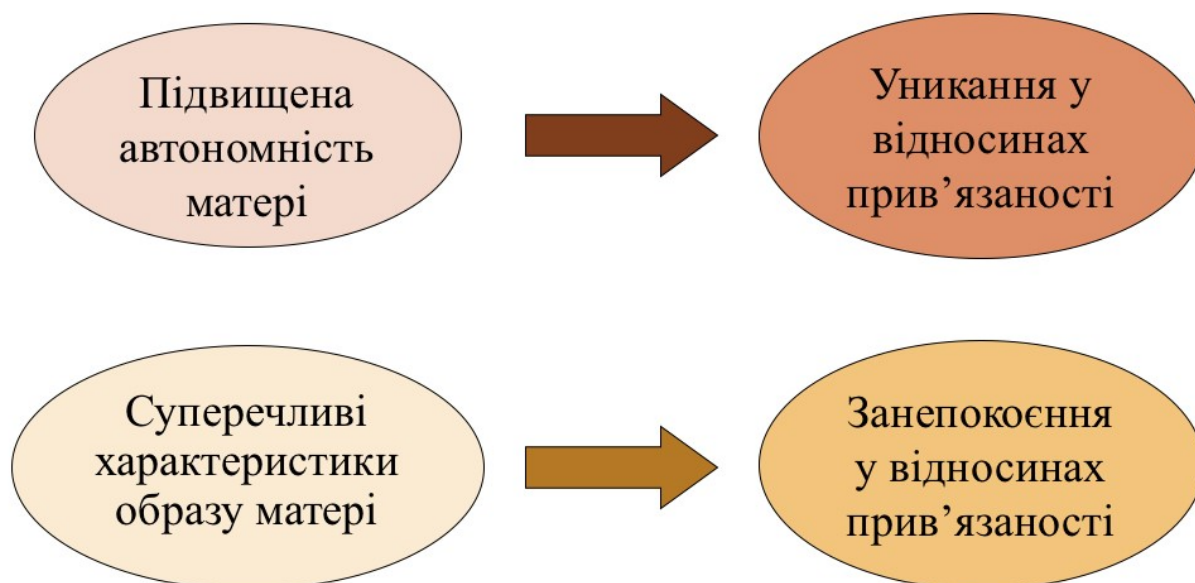 Підвищена
автономність
матері
Уникання у
відносинах
прив’язаності
Суперечливі
характеристики
образу матері
Занепокоєння
у відносинах
прив’язаності